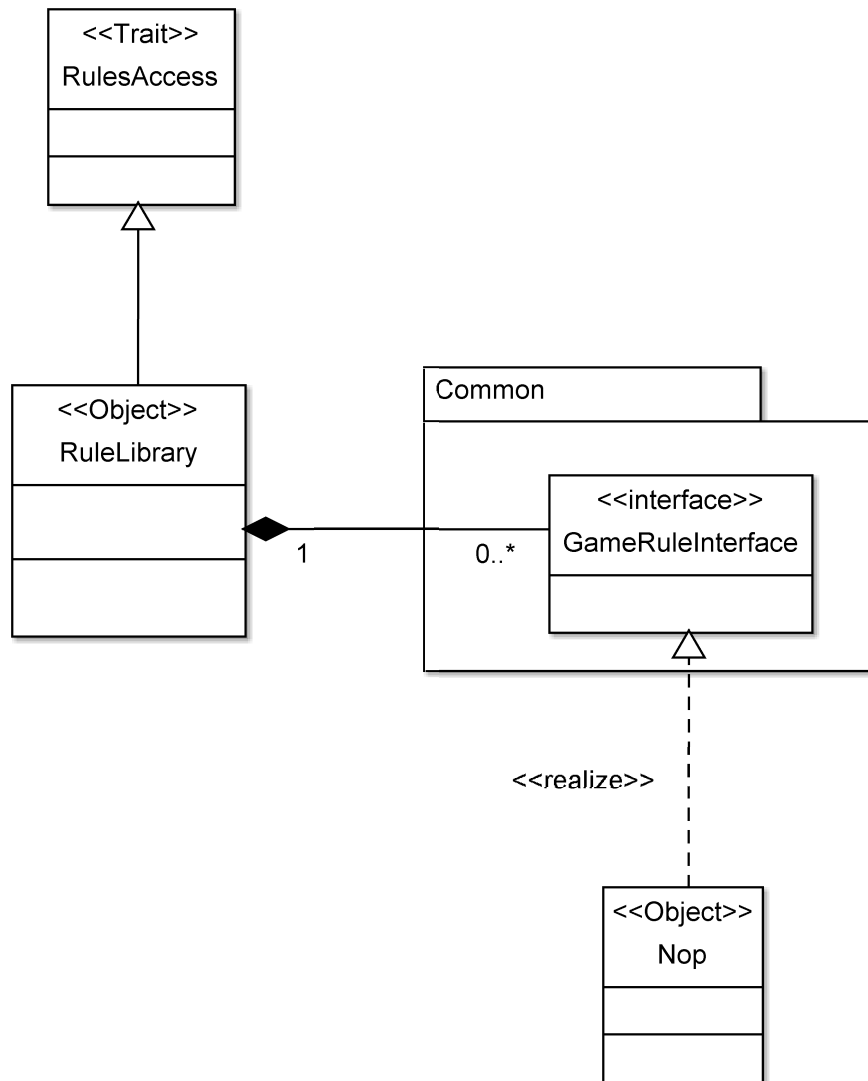 <<Trait>>
RulesAccess
Common
<<Object>>
RuleLibrary
<<interface>>
GameRuleInterface
1
0..*
<<realize>>
<<Object>>
Nop